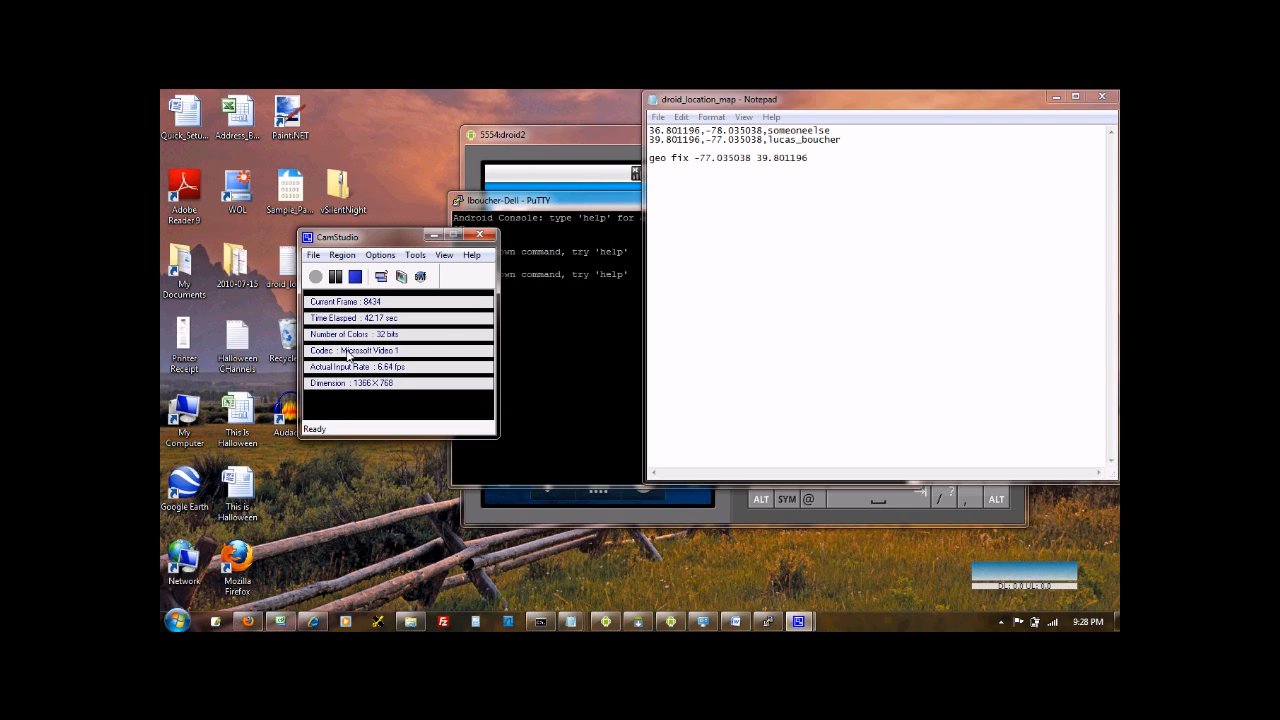 Quick_Setu...
Address_B...
Paint.NET
Adobe
Reader 9
WOL
Sample_Pa...
vSilentNight
My
Documents
2010-07-15
Printer
Receipt
Halloween
CHannels
My
Computer
This Is
Halloween
Google Earth
This is
Halloween
Network
Mozilla
Firefox
5554:droid2
lboucher-Dell - PuTTY
Android Console: type 'help' for
own command, try 'help'
own command, try 'help'
CamStudio
File Region Options Tools View Help
Current Frame : 8434
Time Elasped : 42.17 sec
Number of Colors : 32 bits
Codec : Microsoft Video 1
Actual Input Rate : 6.64 fps
Dimension : 1366 X 768
Ready
droid_location_map - Notepad
File Edit Format View Help
36.801196,-78.035038,someoneelse
39.801196,-77.035038,lucas_boucher
geo fix -77.035038 39.801196
ALT SYM @ / ? , ALT
9:28 PM